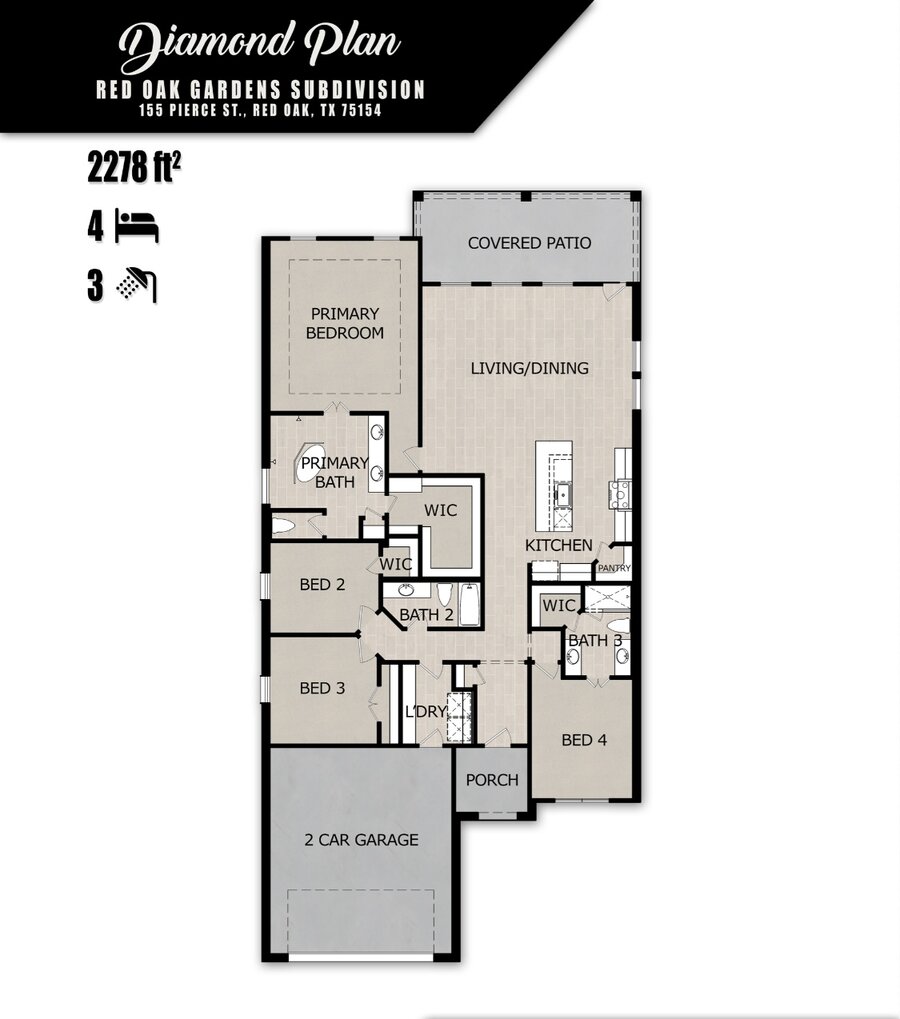 Diamond Plan
RED OAK GARDENS SUBDIVISION
155 PIERCE ST., RED OAK, TX 75154
2278 ft²
4
3
COVERED PATIO
PRIMARY
BEDROOM
LIVING/DINING
PRIMARY
BATH
WIC
KITCHEN
WIC
PANTRY
BED 2
WIC
BATH 2
BATH 3
BED 3
L'DRY
BED 4
PORCH
2 CAR GARAGE